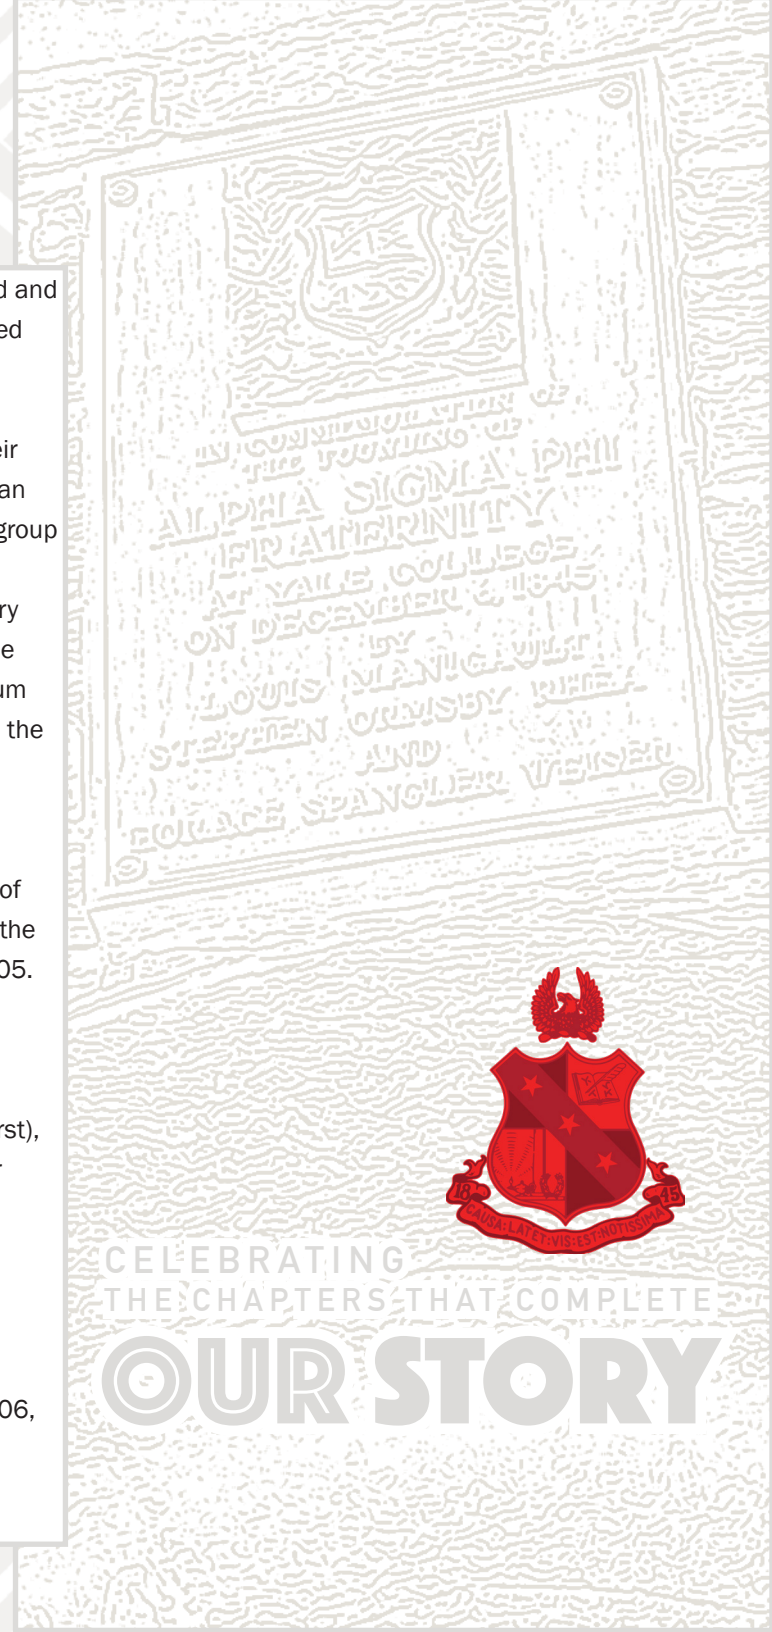 d and
ed
eir
an
group
ry
e
um
the
of
the
05.
rst),
r
06,
IN COMMEMORATION OF
THE FOUNDING OF
ALPHA SIGMA PHI
FRATERNITY
AT YALE COLLEGE
ON DECEMBER 6, 1845
BY
LOUIS MANIGAULT
STEPHEN ORMSBY RHEA
AND
HORACE SPANGLER WEISER
18 45
CAUSA:LATET:VIS:EST:NOTISSIMA
CELEBRATING
THE CHAPTERS THAT COMPLETE
OUR STORY